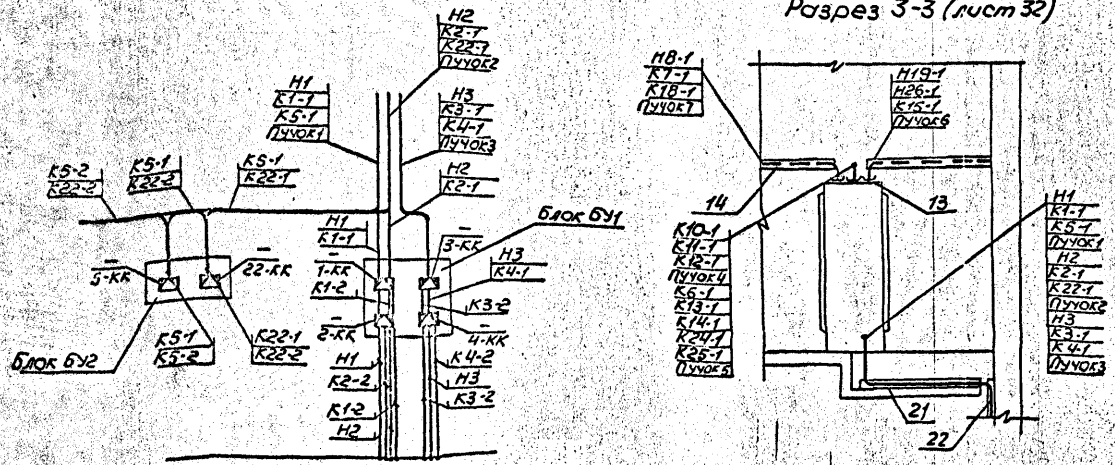 Разрез 3-3 (лист 32)
Н2
К2-1
К22-1
Пучок2
Н1
К1-1
К5-1
Пучок1
Н3
К3-1
К4-1
Пучок3
К5-2
К22-2
К5-1
К22-2
К5-1
К22-1
Н2
К2-1
Н1
К1-1
Блок БУ1
3-КК
Н3
К4-1
5-КК
22-КК
1-КК
К1-2
К3-2
2-КК
4-КК
Блок БУ2
К5-1
К5-2
К22-1
К22-2
Н1
К2-2
К1-2
Н2
К4-2
Н3
К3-2
Н8-1
К7-1
К18-1
Пучок7
Н19-1
Н26-1
К15-1
Пучок6
14
13
К10-1
К11-1
К12-1
Пучок4
К6-1
К13-1
К14-1
К24-1
К25-1
Пучок5
Н1
К1-1
К5-1
Пучок1
Н2
К2-1
К22-1
Пучок2
Н3
К3-1
К4-1
Пучок3
21
22